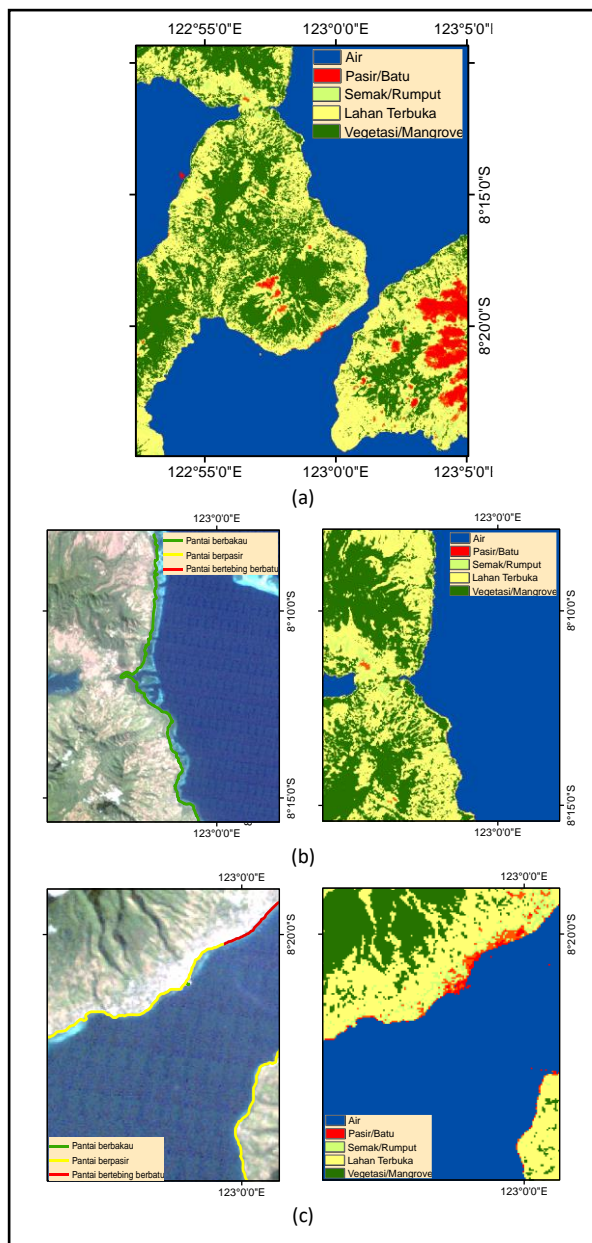 122°55'0"E 123°0'0"E 123°5'0"
Air
Pasir/Batu
Semak/Rumput
Lahan Terbuka
Vegetasi/Mangrove
8°15'0"S
8°20'0"S
122°55'0"E 123°0'0"E 123°5'0"
(a)
123°0'0"E
Pantai berbakau
Pantai berpasir
Pantai bertebing berbatu
8°10'0"S
8°15'0"S
123°0'0"E
123°0'0"E
Air
Pasir/Batu
Semak/Rumput
Lahan Terbuka
Vegetasi/Mangrove
8°10'0"S
8°15'0"S
123°0'0"E
(b)
123°0'0"E
8°20'0"S
Pantai berbakau
Pantai berpasir
Pantai bertebing berbatu
123°0'0"E
123°0'0"E
8°20'0"S
Air
Pasir/Batu
Semak/Rumput
Lahan Terbuka
Vegetasi/Mangrove
123°0'0"E
(c)